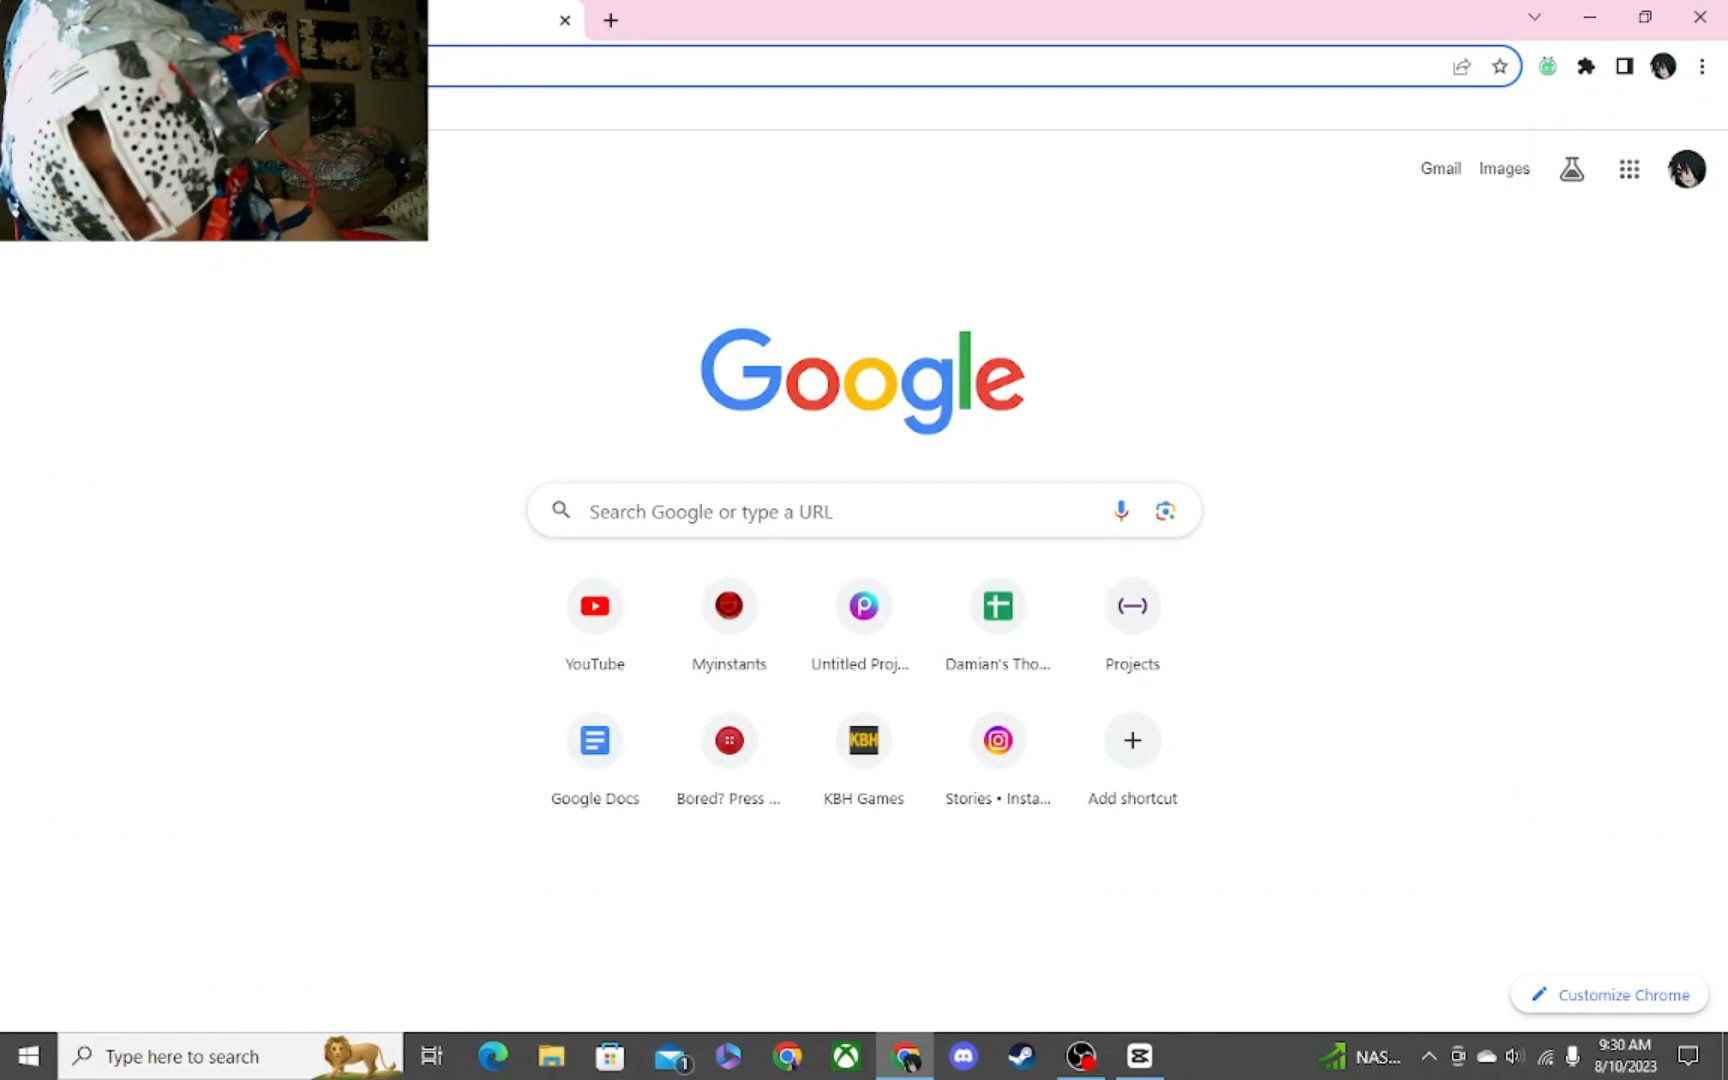 Gmail Images
Google
Search Google or type a URL
YouTube
Myinstants
Untitled Proj...
Damian's Tho...
Projects
KBH
Google Docs
Bored? Press ...
KBH Games
Stories • Insta...
Add shortcut
Customize Chrome
Type here to search
1
NAS...
9:30 AM
8/10/2023